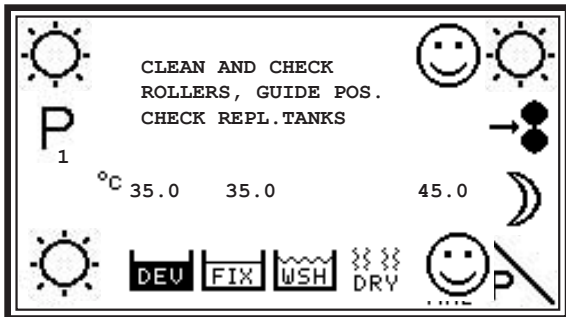 CLEAN AND CHECK
ROLLERS, GUIDE POS.
CHECK REPL.TANKS
P
1
°C 35.0 35.0 45.0
DEV FIX WSH DRY P